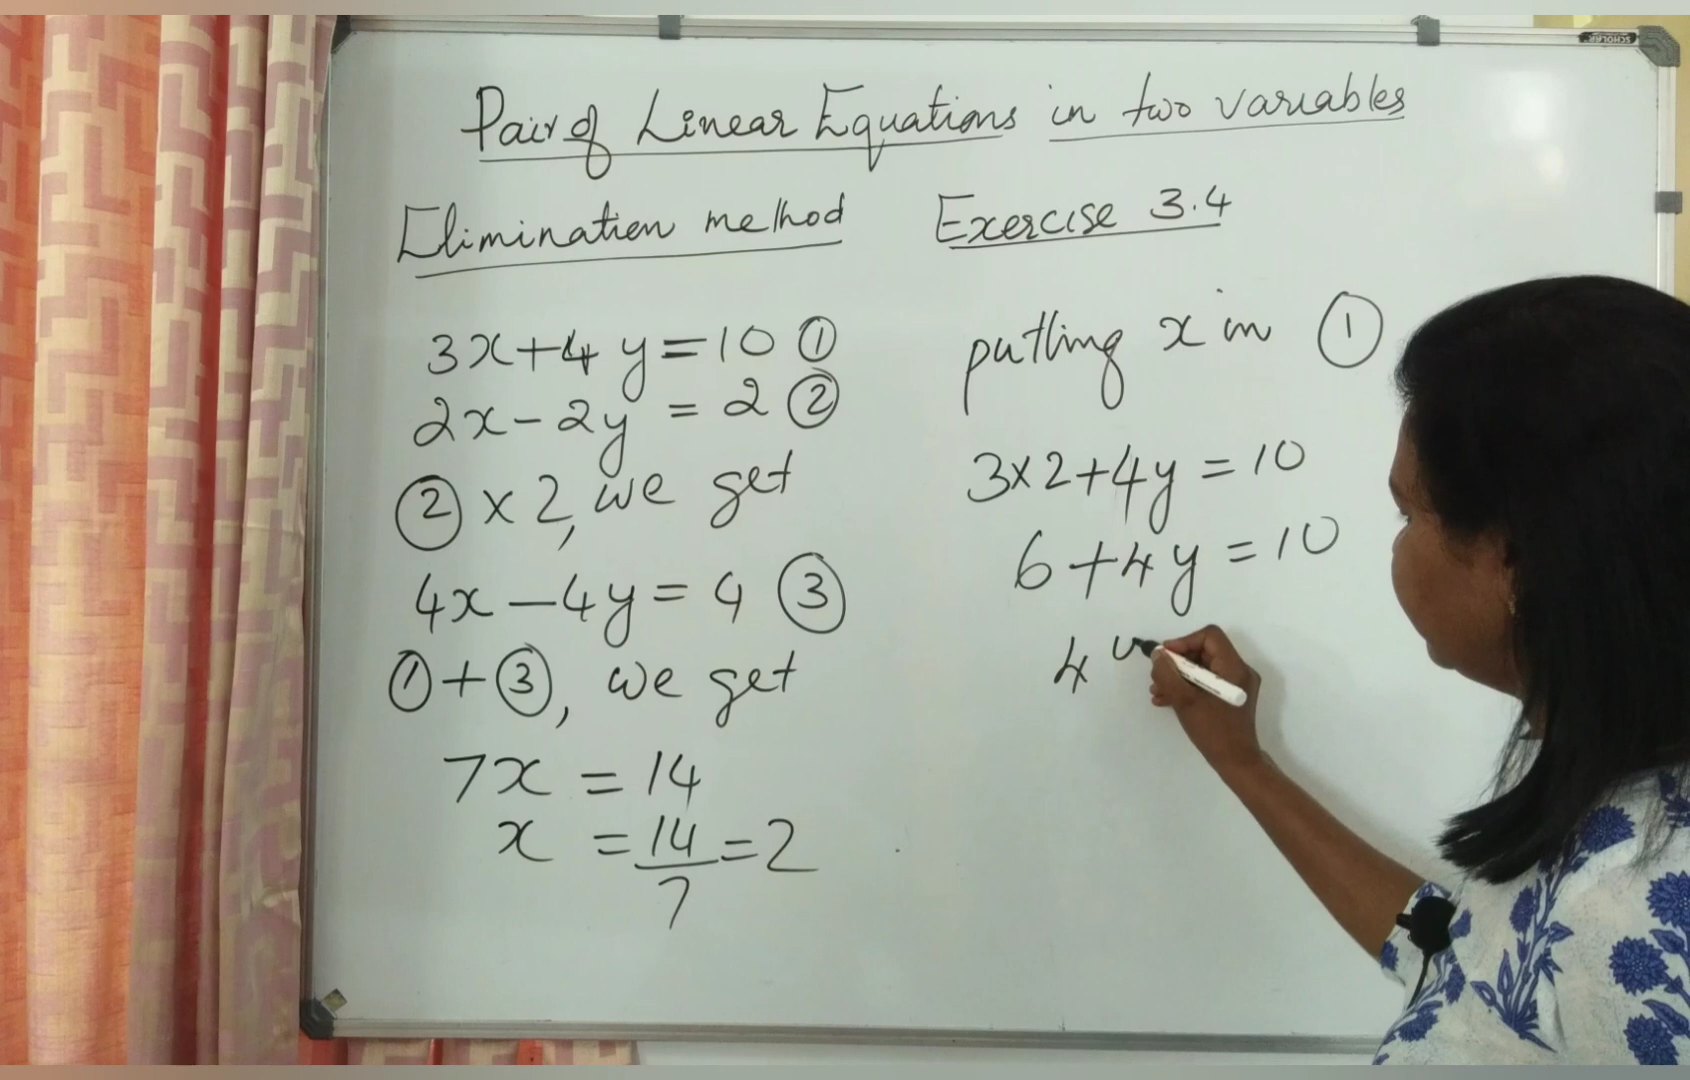 Pair of Linear Equations in two variables
Elimination method
3x+4y=10 ①
2x-2y=2 ②
② x 2, we get
4x-4y=4 ③
①+③, we get
7x=14
x=14/7=2
Exercise 3.4
putting x in ①
3x2+4y=10
6+4y=10
4
SCHOLAR